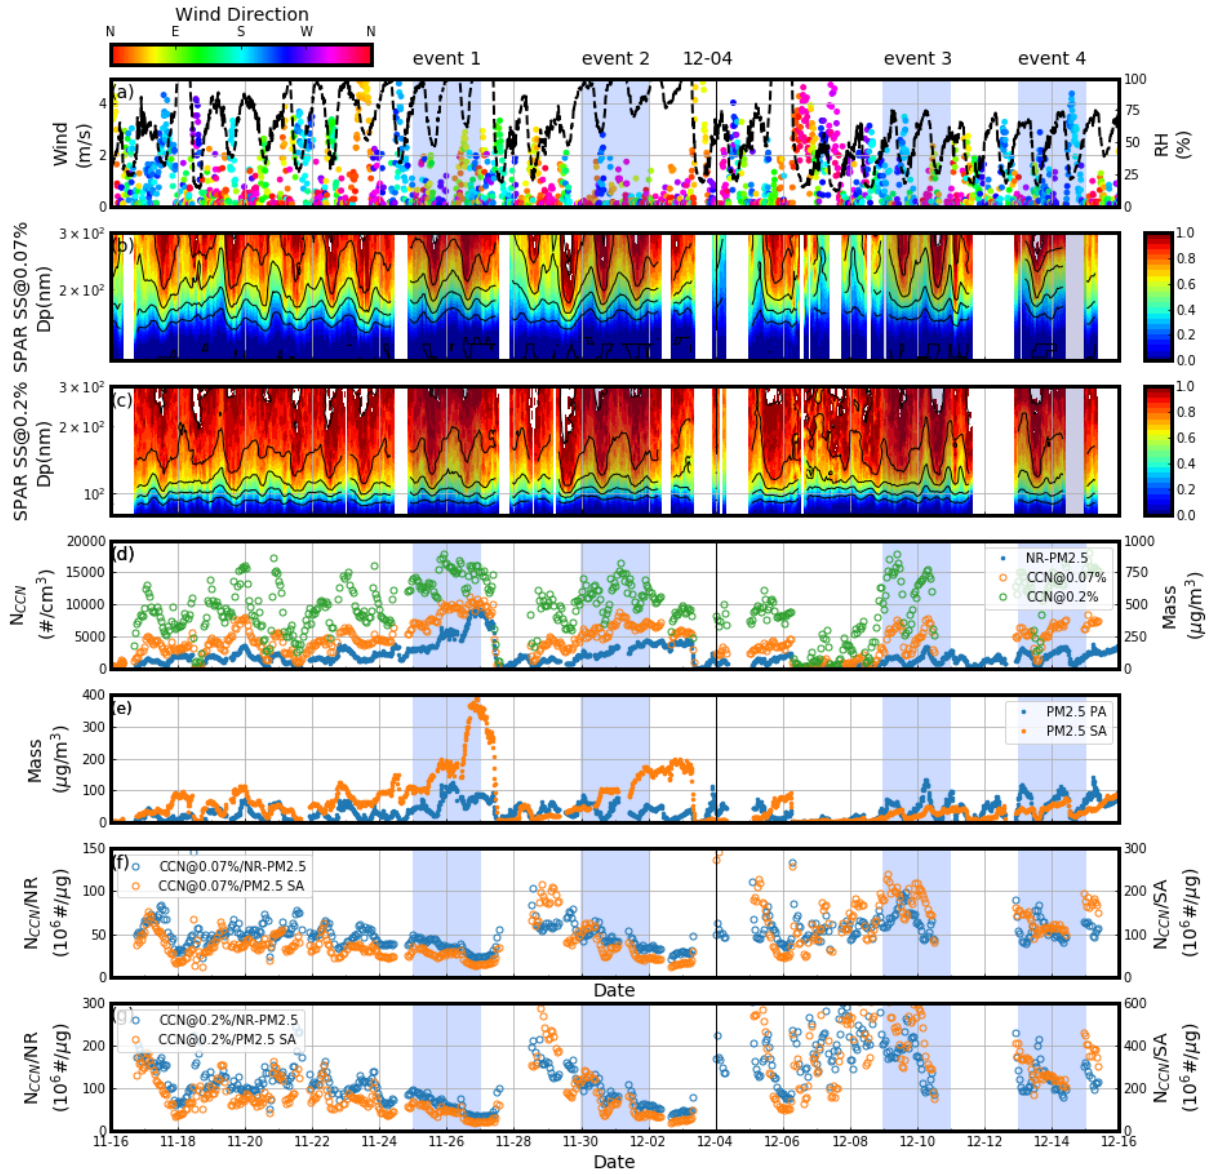 Wind Direction
N E S W N
event 1 event 2 12-04 event 3 event 4
(a)
Wind
(m/s)
4
2
0
100
75
50
25
0
RH
(%)
(b)
SPAR SS@0.07%
Dp(nm)
3 × 10²
2 × 10²
1.0
0.8
0.6
0.4
0.2
0.0
(c)
SPAR SS@0.2%
Dp(nm)
3 × 10²
2 × 10²
10²
1.0
0.8
0.6
0.4
0.2
0.0
(d)
N_CCN
(#/cm³)
20000
15000
10000
5000
0
NR-PM2.5
CCN@0.07%
CCN@0.2%
1000
750
500
250
0
Mass
(μg/m³)
(e)
Mass
(μg/m³)
400
300
200
100
0
PM2.5 PA
PM2.5 SA
(f)
N_CCN/NR
(10⁶#/μg)
150
100
50
0
CCN@0.07%/NR-PM2.5
CCN@0.07%/PM2.5 SA
300
200
100
0
N_CCN/SA
(10⁶#/μg)
Date
(g)
N_CCN/NR
(10⁶#/μg)
300
200
100
0
CCN@0.2%/NR-PM2.5
CCN@0.2%/PM2.5 SA
600
400
200
0
N_CCN/SA
(10⁶#/μg)
11-16 11-18 11-20 11-22 11-24 11-26 11-28 11-30 12-02 12-04 12-06 12-08 12-10 12-12 12-14 12-16
Date